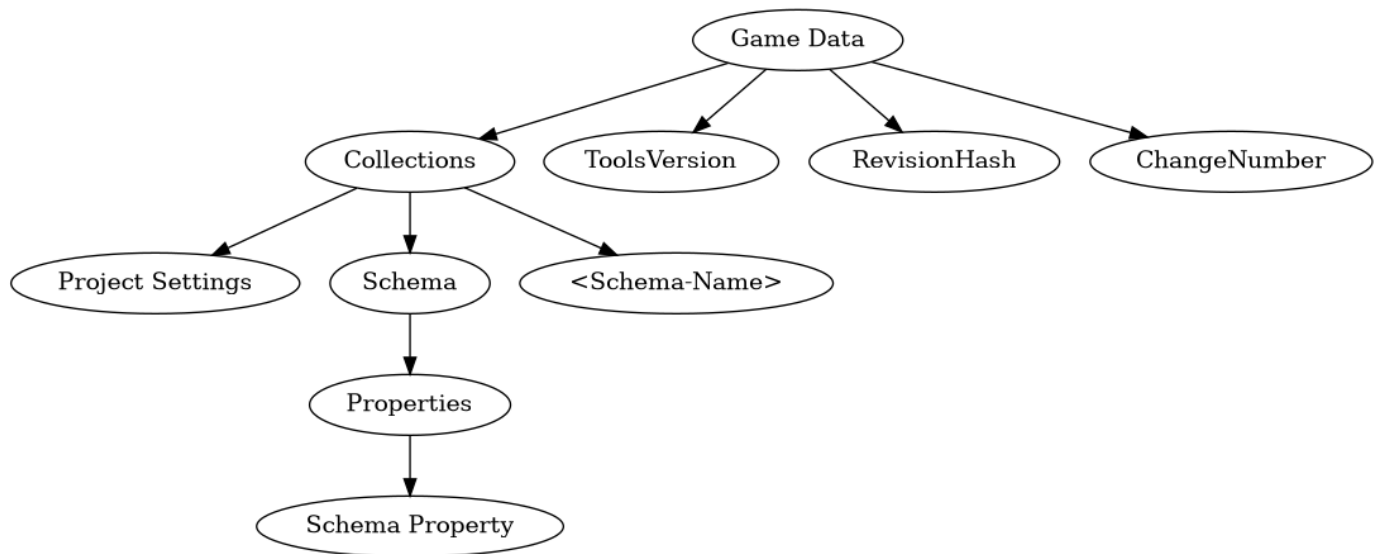 Game Data
Collections
ToolsVersion
RevisionHash
ChangeNumber
Project Settings
Schema
<Schema-Name>
Properties
Schema Property